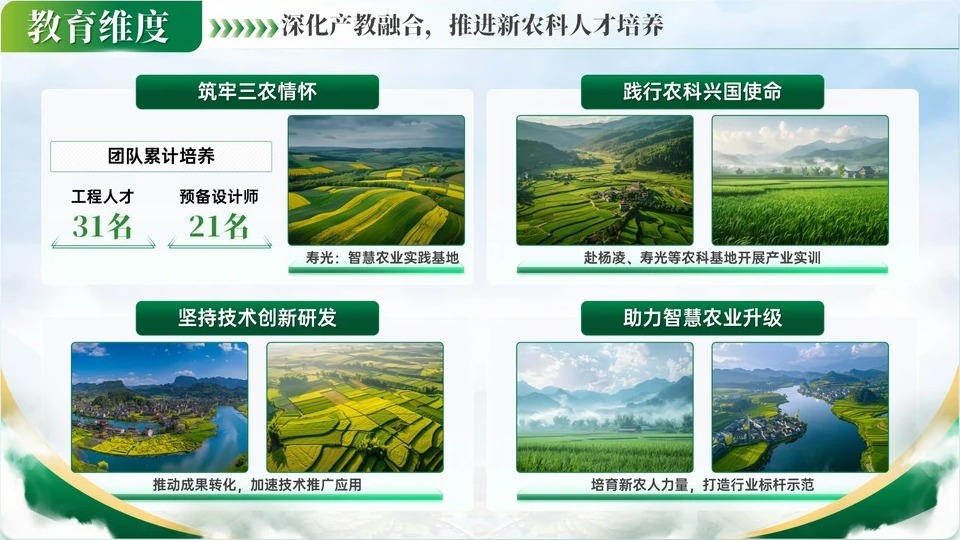 教育维度
深化产教融合，推进新农科人才培养
筑牢三农情怀
团队累计培养
工程人才
31名
预备设计师
21名
寿光：智慧农业实践基地
践行农科兴国使命
赴杨凌、寿光等农科基地开展产业实训
坚持技术创新研发
推动成果转化，加速技术推广应用
助力智慧农业升级
培育新农人力量，打造行业标杆示范